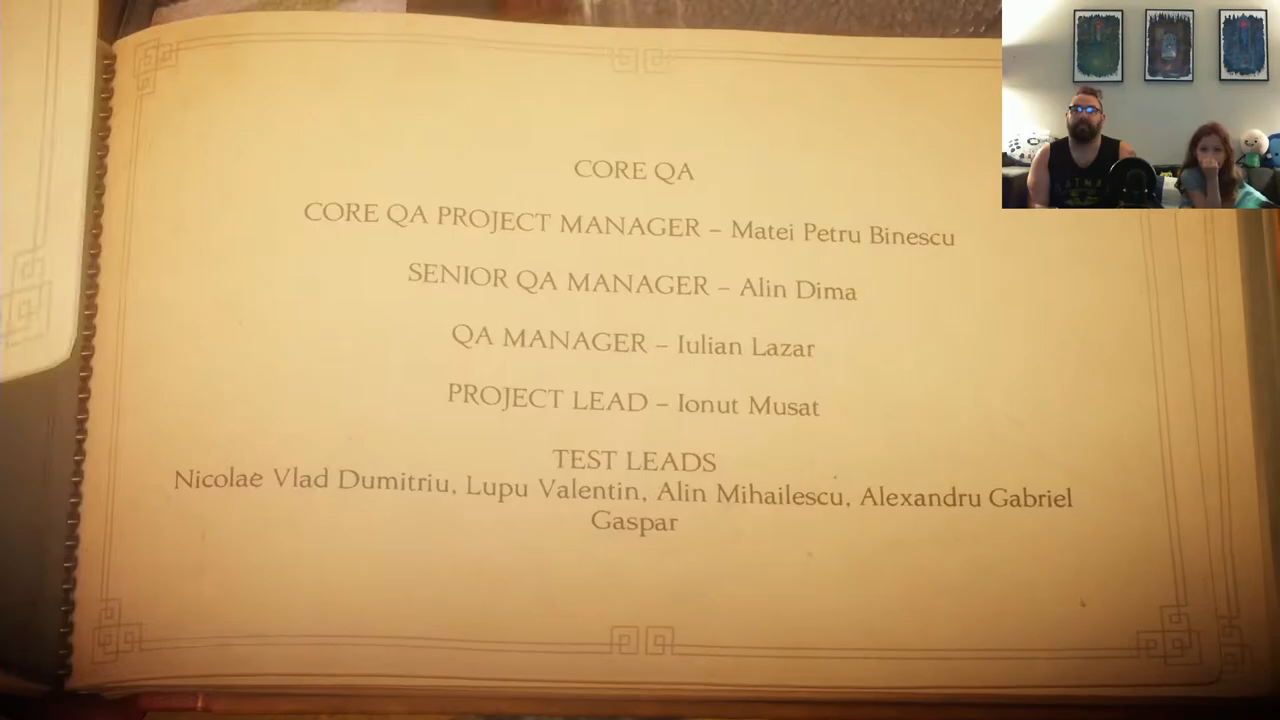 CORE QA
CORE QA PROJECT MANAGER – Matei Petru Binescu
SENIOR QA MANAGER – Alin Dima
QA MANAGER – Iulian Lazar
PROJECT LEAD – Ionut Musat
TEST LEADS
Nicolae Vlad Dumitriu, Lupu Valentin, Alin Mihailescu, Alexandru Gabriel
Gaspar